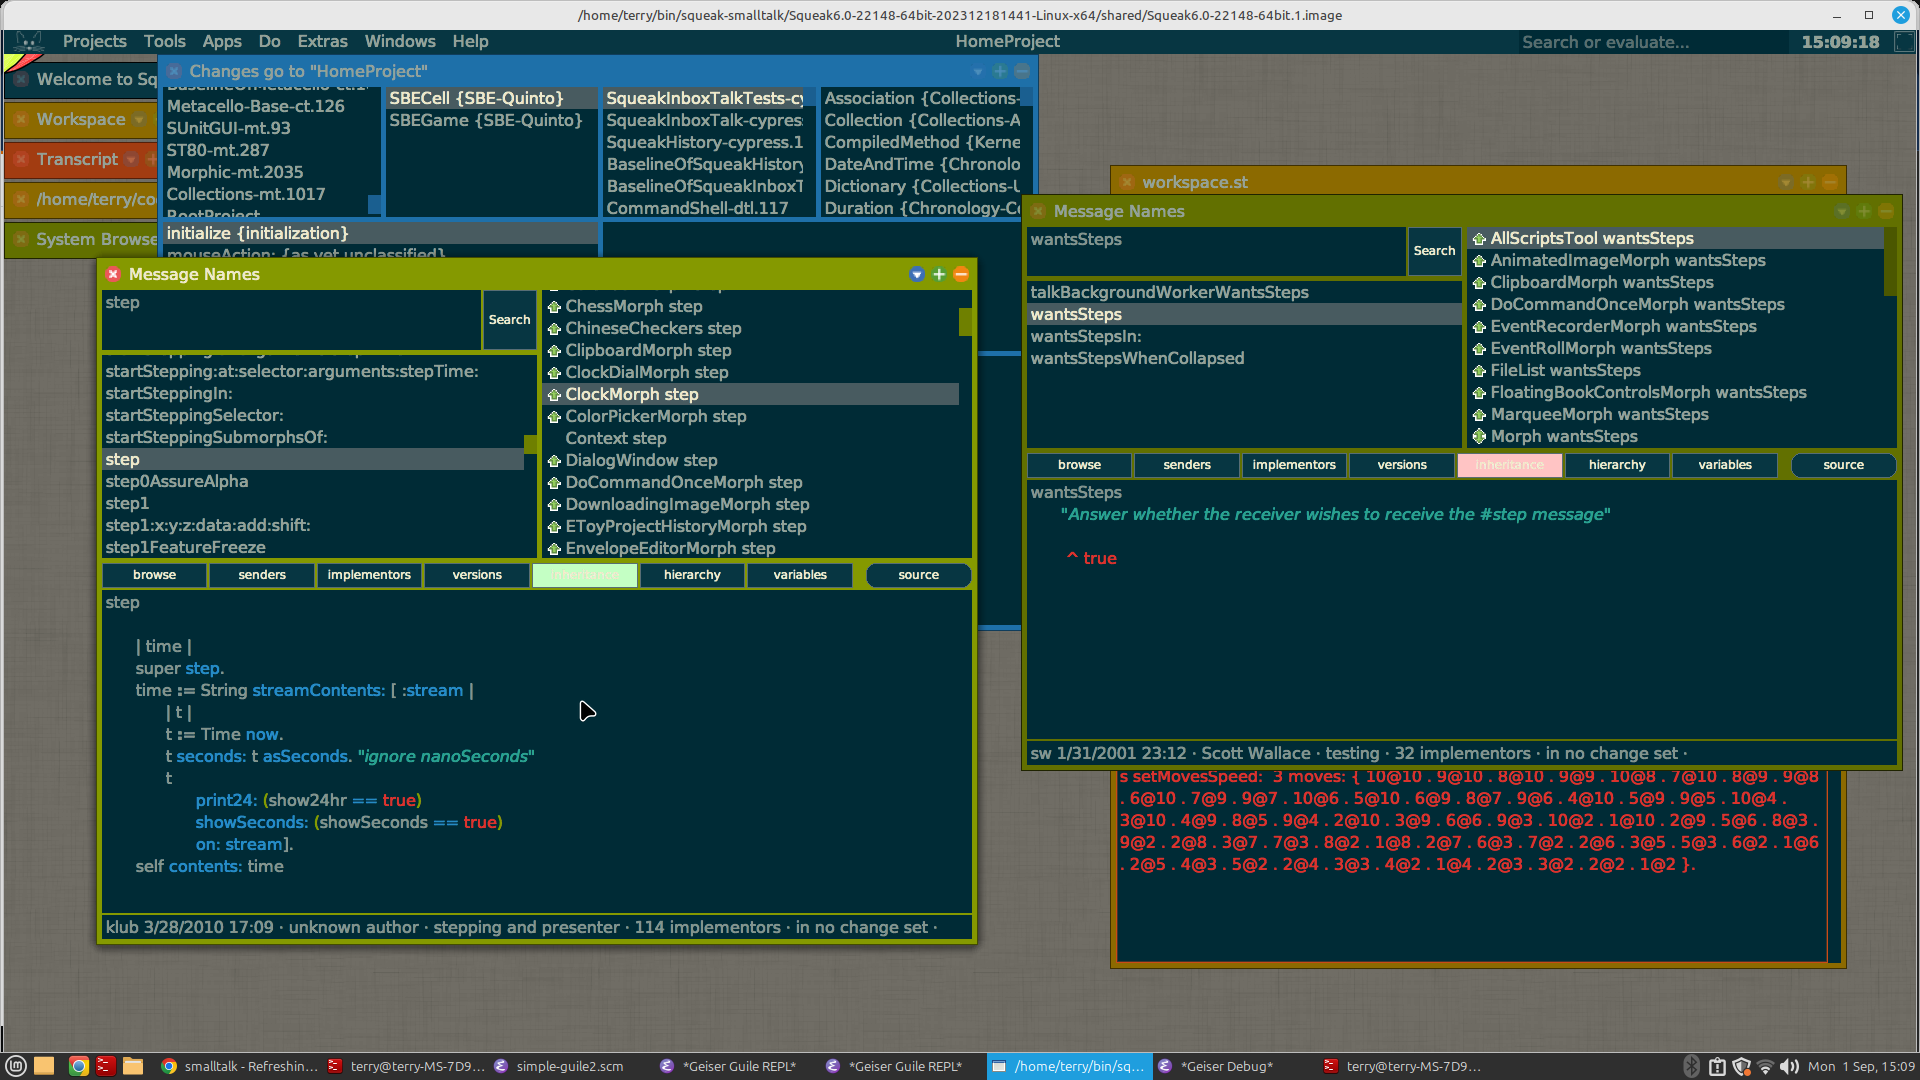 /home/terry/bin/squeak-smalltalk/Squeak6.0-22148-64bit-202312181441-Linux-x64/shared/Squeak6.0-22148-64bit.1.image
Projects Tools Apps Do Extras Windows Help HomeProject Search or evaluate... 15:09:18
Welcome to Sq
Workspace
Transcript
/home/terry/co
System Browse
Changes go to "HomeProject"
Metacello-Base-ct.126
SUnitGUI-mt.93
ST80-mt.287
Morphic-mt.2035
Collections-mt.1017
RootProject
SBECell {SBE-Quinto}
SBEGame {SBE-Quinto}
SqueakInboxTalkTests-cy
SqueakInboxTalk-cypres
SqueakHistory-cypress.1
BaselineOfSqueakHistory
BaselineOfSqueakInboxT
CommandShell-dtl.117
Association {Collections-
Collection {Collections-A
CompiledMethod {Kerne
DateAndTime {Chronolo
Dictionary {Collections-U
Duration {Chronology-Co
initialize {initialization}
mouseAction: {as yet unclassified}
Message Names
step
Search
startStepping:at:selector:arguments:stepTime:
startSteppingIn:
startSteppingSelector:
startSteppingSubmorphsOf:
step
step0AssureAlpha
step1
step1:x:y:z:data:add:shift:
step1FeatureFreeze
ChessMorph step
ChineseCheckers step
ClipboardMorph step
ClockDialMorph step
ClockMorph step
ColorPickerMorph step
Context step
DialogWindow step
DoCommandOnceMorph step
DownloadingImageMorph step
EToyProjectHistoryMorph step
EnvelopeEditorMorph step
browse senders implementors versions hierarchy variables source
step
| time |
super step.
time := String streamContents: [ :stream |
| t |
t := Time now.
t seconds: t asSeconds. "ignore nanoSeconds"
t
print24: (show24hr == true)
showSeconds: (showSeconds == true)
on: stream].
self contents: time
klub 3/28/2010 17:09 · unknown author · stepping and presenter · 114 implementors · in no change set ·
workspace.st
Message Names
wantsSteps
Search
talkBackgroundWorkerWantsSteps
wantsSteps
wantsStepsIn:
wantsStepsWhenCollapsed
AllScriptsTool wantsSteps
AnimatedImageMorph wantsSteps
ClipboardMorph wantsSteps
DoCommandOnceMorph wantsSteps
EventRecorderMorph wantsSteps
EventRollMorph wantsSteps
FileList wantsSteps
FloatingBookControlsMorph wantsSteps
MarqueeMorph wantsSteps
Morph wantsSteps
browse senders implementors versions inheritance hierarchy variables source
wantsSteps
"Answer whether the receiver wishes to receive the #step message"
^ true
sw 1/31/2001 23:12 · Scott Wallace · testing · 32 implementors · in no change set ·
s setMovesSpeed: 3 moves: { 10@10 . 9@10 . 8@10 . 9@9 . 10@8 . 7@10 . 8@9 . 9@8
. 6@10 . 7@9 . 9@7 . 10@6 . 5@10 . 6@9 . 8@7 . 9@6 . 4@10 . 5@9 . 9@5 . 10@4 .
3@10 . 4@9 . 8@5 . 9@4 . 2@10 . 3@9 . 6@6 . 9@3 . 10@2 . 1@10 . 2@9 . 5@6 . 8@3 .
9@2 . 2@8 . 3@7 . 7@3 . 8@2 . 1@8 . 2@7 . 6@3 . 7@2 . 2@6 . 3@5 . 5@3 . 6@2 . 1@6
. 2@5 . 4@3 . 5@2 . 2@4 . 3@3 . 4@2 . 1@4 . 2@3 . 3@2 . 2@2 . 1@2 }.
smalltalk - Refreshin... terry@terry-MS-7D9... simple-guile2.scm *Geiser Guile REPL* *Geiser Guile REPL* /home/terry/bin/sq... *Geiser Debug* terry@terry-MS-7D9... Mon 1 Sep, 15:09